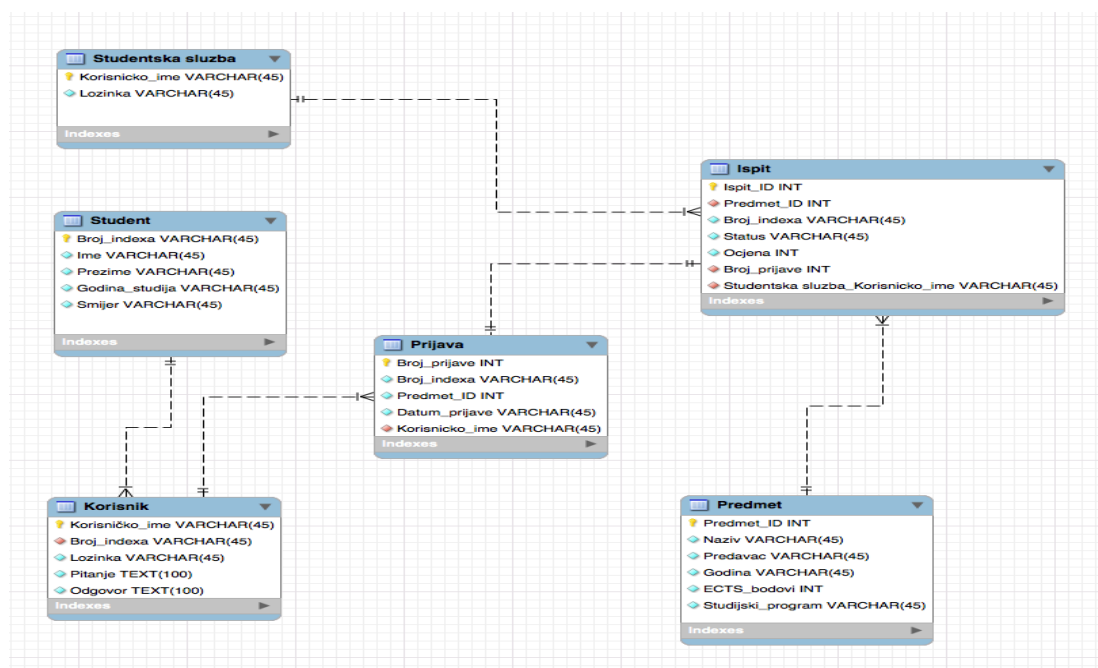 Studentska sluzba
Korisnicko_ime VARCHAR(45)
Lozinka VARCHAR(45)
Indexes
Student
Broj_indexa VARCHAR(45)
Ime VARCHAR(45)
Prezime VARCHAR(45)
Godina_studija VARCHAR(45)
Smijer VARCHAR(45)
Indexes
Korisnik
Korisničko_ime VARCHAR(45)
Broj_indexa VARCHAR(45)
Lozinka VARCHAR(45)
Pitanje TEXT(100)
Odgovor TEXT(100)
Indexes
Prijava
Broj_prijave INT
Broj_indexa VARCHAR(45)
Predmet_ID INT
Datum_prijave VARCHAR(45)
Korisnicko_ime VARCHAR(45)
Indexes
Ispit
Ispit_ID INT
Predmet_ID INT
Broj_indexa VARCHAR(45)
Status VARCHAR(45)
Ocjena INT
Broj_prijave INT
Studentska sluzba_Korisnicko_ime VARCHAR(45)
Indexes
Predmet
Predmet_ID INT
Naziv VARCHAR(45)
Predavac VARCHAR(45)
Godina VARCHAR(45)
ECTS_bodovi INT
Studijski_program VARCHAR(45)
Indexes